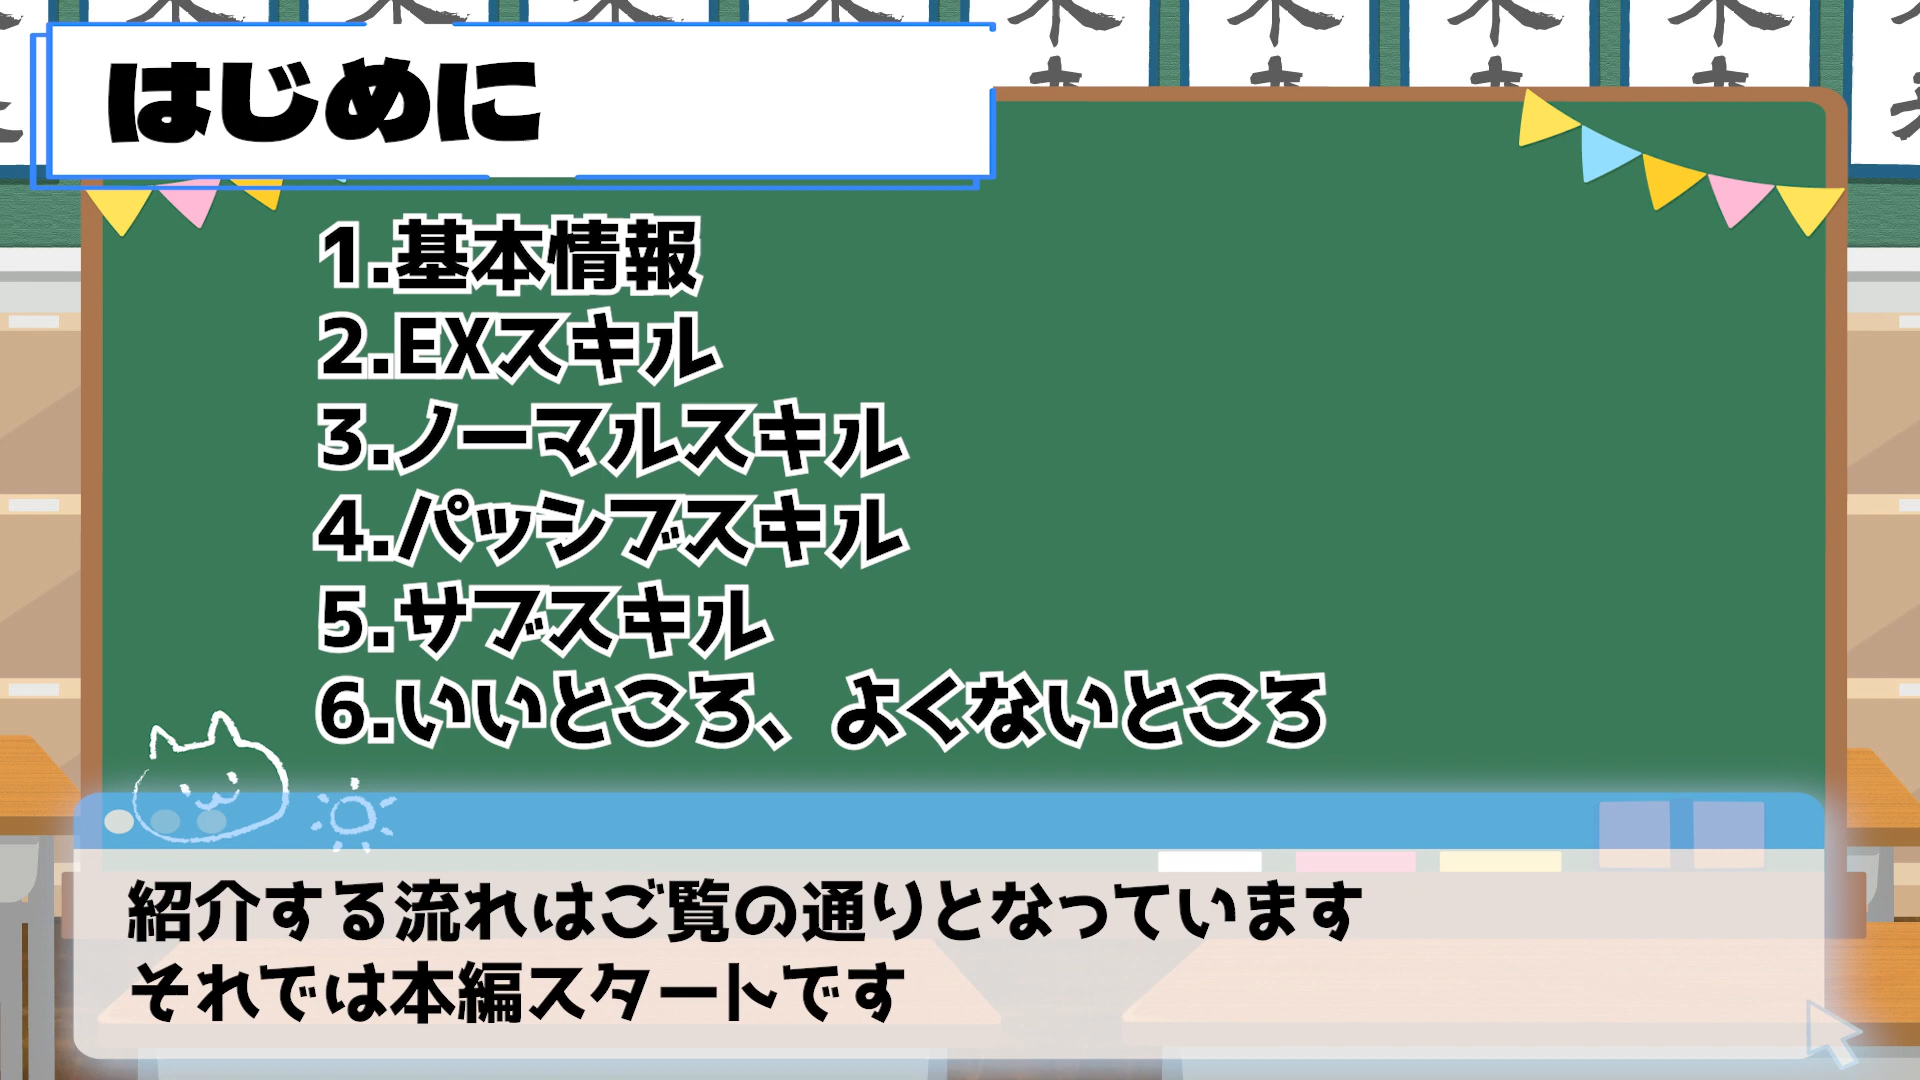 はじめに
1.基本情報
2.EXスキル
3.ノーマルスキル
4.パッシブスキル
5.サブスキル
6.いいところ、よくないところ
紹介する流れはご覧の通りとなっています
それでは本編スタートです